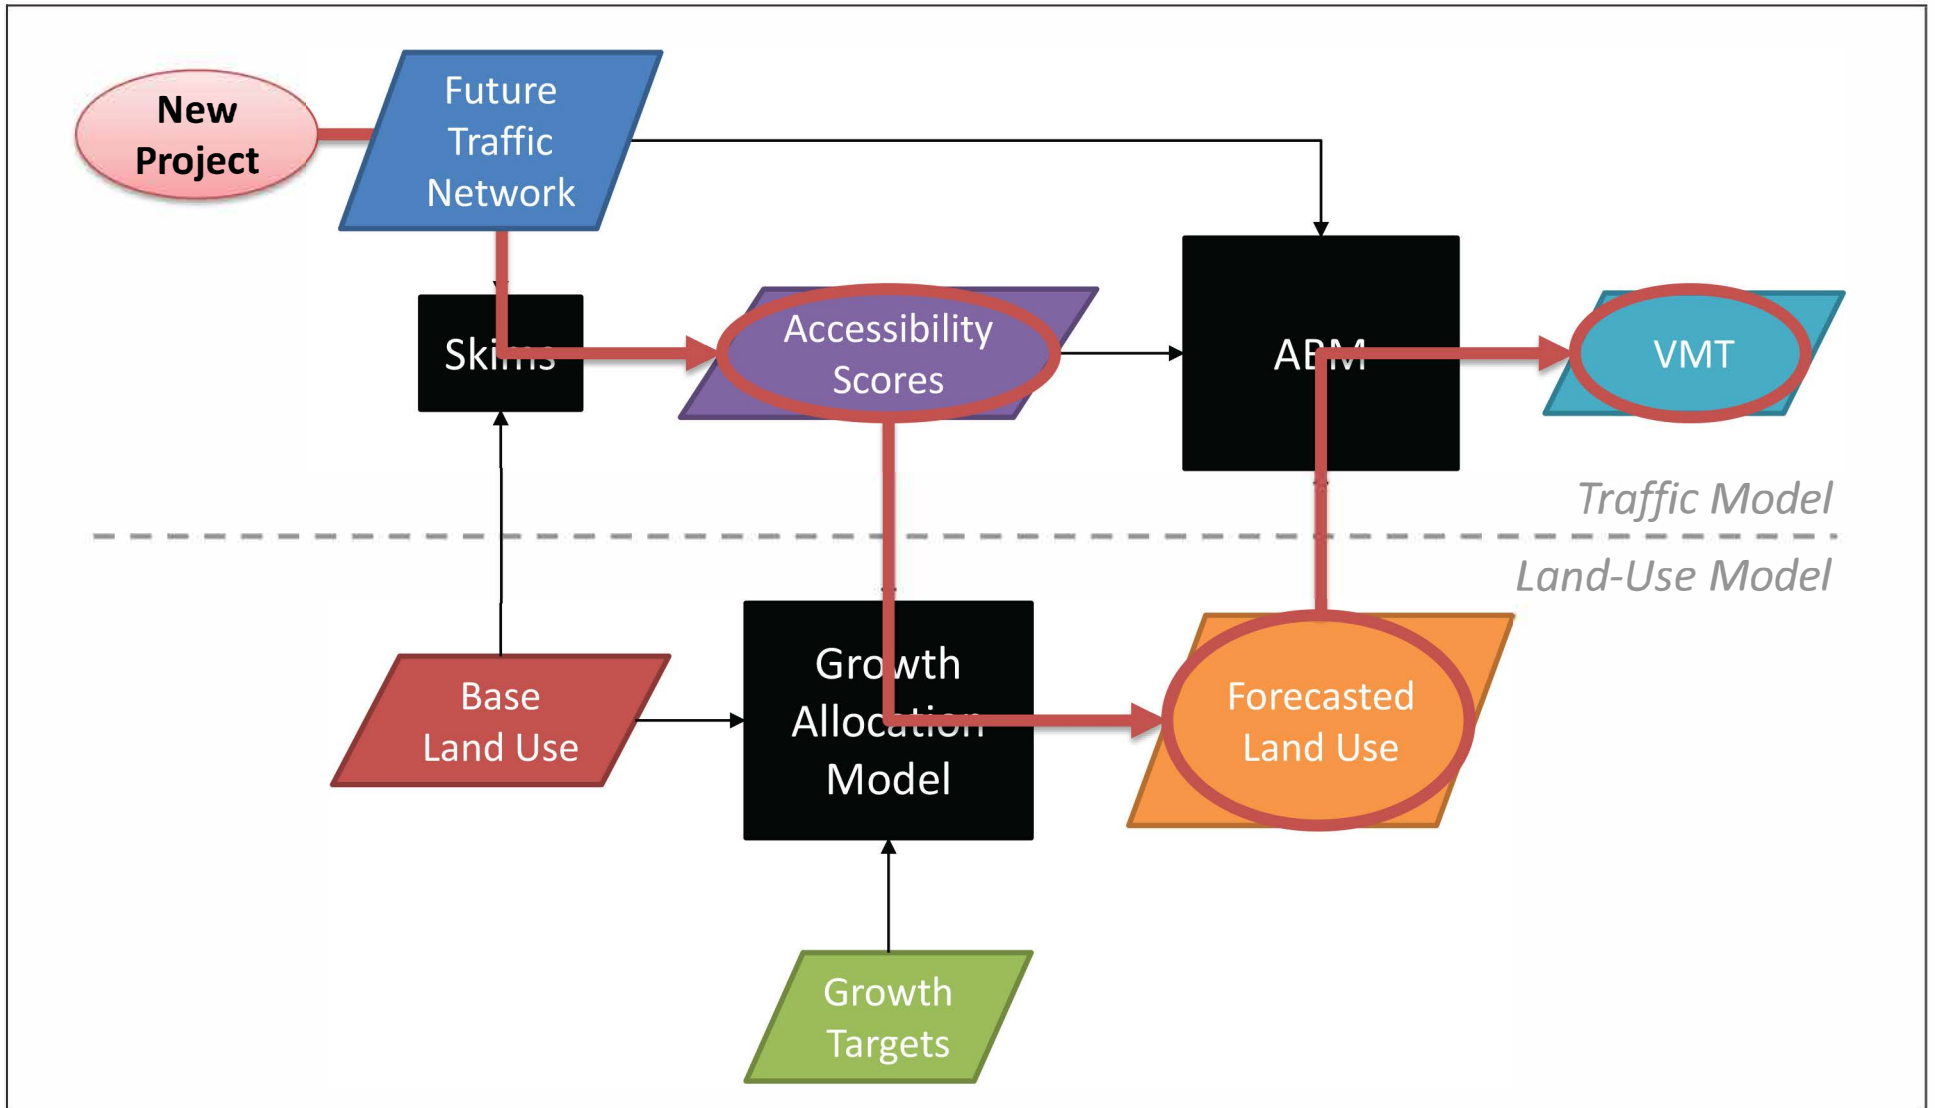 New
Project
Future
Traffic
Network
Skims
Accessibility
Scores
ABM
VMT
Traffic Model
Land-Use Model
Base
Land Use
Growth
Allocation
Model
Forecasted
Land Use
Growth
Targets